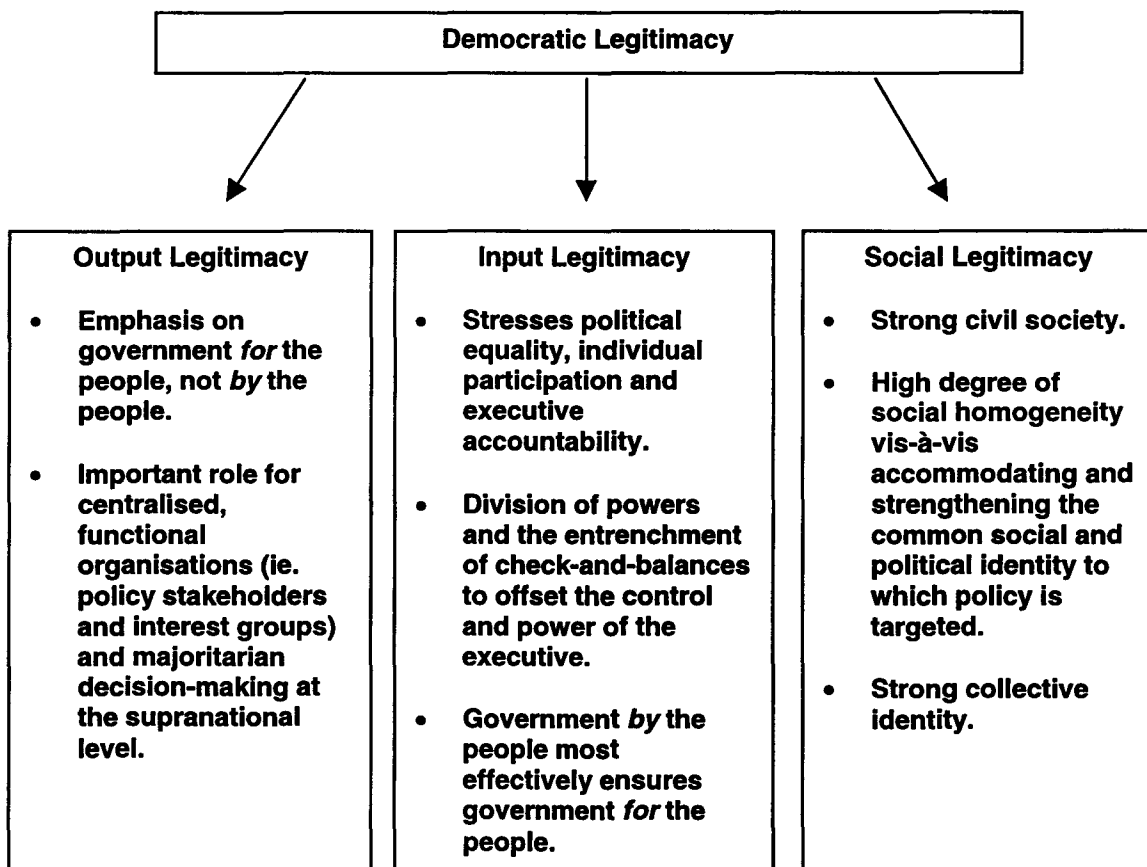 Democratic Legitimacy
Output Legitimacy
• Emphasis on
government for the
people, not by the
people.
• Important role for
centralised,
functional
organisations (ie.
policy stakeholders
and interest groups)
and majoritarian
decision-making at
the supranational
level.
Input Legitimacy
• Stresses political
equality, individual
participation and
executive
accountability.
• Division of powers
and the entrenchment
of check-and-balances
to offset the control
and power of the
executive.
• Government by the
people most
effectively ensures
government for the
people.
Social Legitimacy
• Strong civil society.
• High degree of
social homogeneity
vis-à-vis
accommodating and
strengthening the
common social and
political identity to
which policy is
targeted.
• Strong collective
identity.